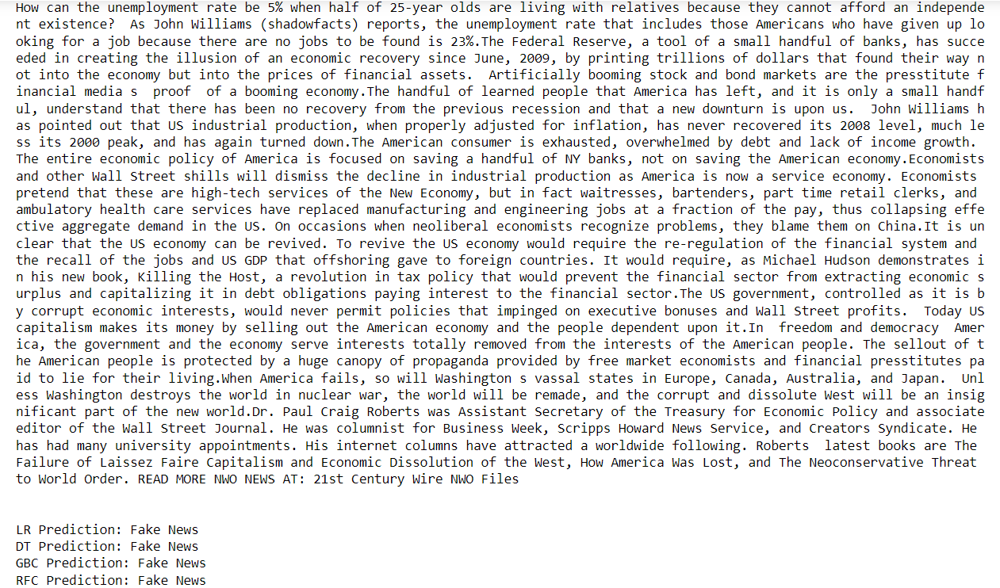 How can the unemployment rate be 5% when half of 25-year olds are living with relatives because they cannot afford an independe
nt existence?  As John Williams (shadowfacts) reports, the unemployment rate that includes those Americans who have given up lo
oking for a job because there are no jobs to be found is 23%.The Federal Reserve, a tool of a small handful of banks, has succe
eded in creating the illusion of an economic recovery since June, 2009, by printing trillions of dollars that found their way n
ot into the economy but into the prices of financial assets.  Artificially booming stock and bond markets are the presstitute f
inancial media s  proof  of a booming economy.The handful of learned people that America has left, and it is only a small handf
ul, understand that there has been no recovery from the previous recession and that a new downturn is upon us.  John Williams h
as pointed out that US industrial production, when properly adjusted for inflation, has never recovered its 2008 level, much le
ss its 2000 peak, and has again turned down.The American consumer is exhausted, overwhelmed by debt and lack of income growth.
The entire economic policy of America is focused on saving a handful of NY banks, not on saving the American economy.Economists
and other Wall Street shills will dismiss the decline in industrial production as America is now a service economy. Economists
pretend that these are high-tech services of the New Economy, but in fact waitresses, bartenders, part time retail clerks, and
ambulatory health care services have replaced manufacturing and engineering jobs at a fraction of the pay, thus collapsing effe
ctive aggregate demand in the US. On occasions when neoliberal economists recognize problems, they blame them on China.It is un
clear that the US economy can be revived. To revive the US economy would require the re-regulation of the financial system and
the recall of the jobs and US GDP that offshoring gave to foreign countries. It would require, as Michael Hudson demonstrates i
n his new book, Killing the Host, a revolution in tax policy that would prevent the financial sector from extracting economic s
urplus and capitalizing it in debt obligations paying interest to the financial sector.The US government, controlled as it is b
y corrupt economic interests, would never permit policies that impinged on executive bonuses and Wall Street profits.  Today US
capitalism makes its money by selling out the American economy and the people dependent upon it.In  freedom and democracy  Amer
ica, the government and the economy serve interests totally removed from the interests of the American people. The sellout of t
he American people is protected by a huge canopy of propaganda provided by free market economists and financial presstitutes pa
id to lie for their living.When America fails, so will Washington s vassal states in Europe, Canada, Australia, and Japan.  Unl
ess Washington destroys the world in nuclear war, the world will be remade, and the corrupt and dissolute West will be an insig
nificant part of the new world.Dr. Paul Craig Roberts was Assistant Secretary of the Treasury for Economic Policy and associate
editor of the Wall Street Journal. He was columnist for Business Week, Scripps Howard News Service, and Creators Syndicate. He
has had many university appointments. His internet columns have attracted a worldwide following. Roberts  latest books are The
Failure of Laissez Faire Capitalism and Economic Dissolution of the West, How America Was Lost, and The Neoconservative Threat
to World Order. READ MORE NWO NEWS AT: 21st Century Wire NWO Files
LR Prediction: Fake News
DT Prediction: Fake News
GBC Prediction: Fake News
RFC Prediction: Fake News